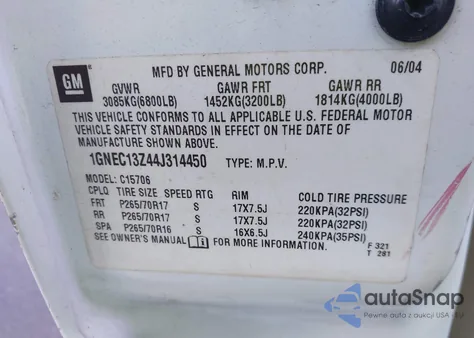 GM
MFD BY GENERAL MOTORS CORP. 06/04
GVWR GAWR FRT GAWR RR
3085KG(6800LB) 1452KG(3200LB) 1814KG(4000LB)
THIS VEHICLE CONFORMS TO ALL APPLICABLE U.S. FEDERAL MOTOR
VEHICLE SAFETY STANDARDS IN EFFECT ON THE DATE OF
MANUFACTURE SHOWN ABOVE.
1GNEC13Z44J314450 TYPE: M.P.V.
MODEL: C15706
CPLQ TIRE SIZE SPEED RTG RIM COLD TIRE PRESSURE
FRT P265/70R17 S 17X7.5J 220KPA(32PSI)
RR P265/70R17 S 17X7.5J 220KPA(32PSI)
SPA P265/70R16 S 16X6.5J 240KPA(35PSI)
SEE OWNER'S MANUAL FOR MORE INFORMATION.
F 321
T 281
autoSnap
Pewne auta z USA i